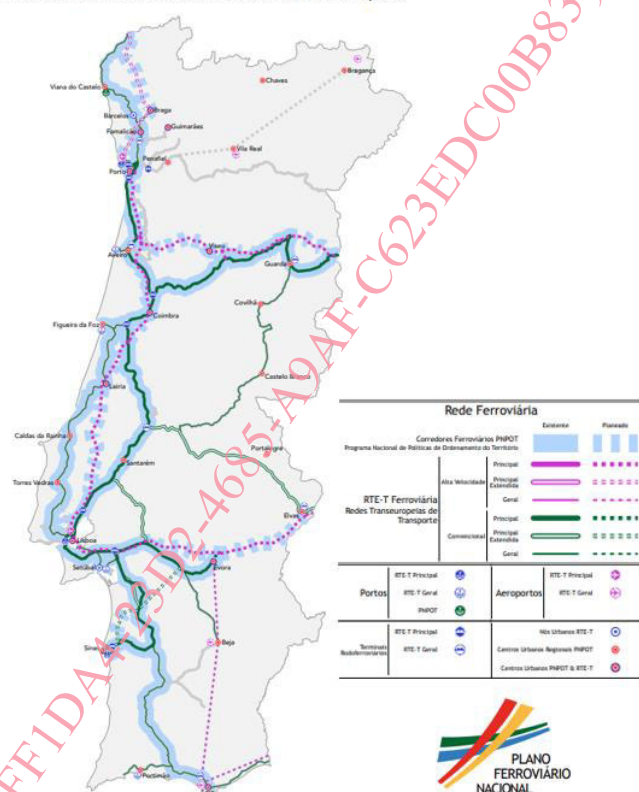 Viana do Castelo
Chaves
Bragança
Braga
Barcelos
Guimarães
Famalicão
Vila Real
Penafiel
Porto
Viseu
Aveiro
Guarda
Covilhã
Figueira da Foz
Coimbra
Leiria
Castelo Branco
Caldas da Rainha
Portalegre
Santarém
Torres Vedras
Elvas
Lisboa
Setúbal
Évora
Sines
Beja
Portimão
Rede Ferroviária
Existente Planeado
Corredores Ferroviários PNPOT
Programa Nacional de Políticas de Ordenamento do Território
RTE-T Ferroviária
Redes Transeuropeias de
Transporte
Alta Velocidade
Principal
Principal
Extendida
Geral
Convencional
Principal
Principal
Extendida
Geral
Portos
RTE-T Principal
RTE-T Geral
PNPOT
Aeroportos
RTE-T Principal
RTE-T Geral
Terminais
Rodoferroviários
RTE-T Principal
RTE-T Geral
Nós Urbanos RTE-T
Centros Urbanos Regionais PNPOT
Centros Urbanos PNPOT & RTE-T
PLANO
FERROVIÁRIO
NACIONAL